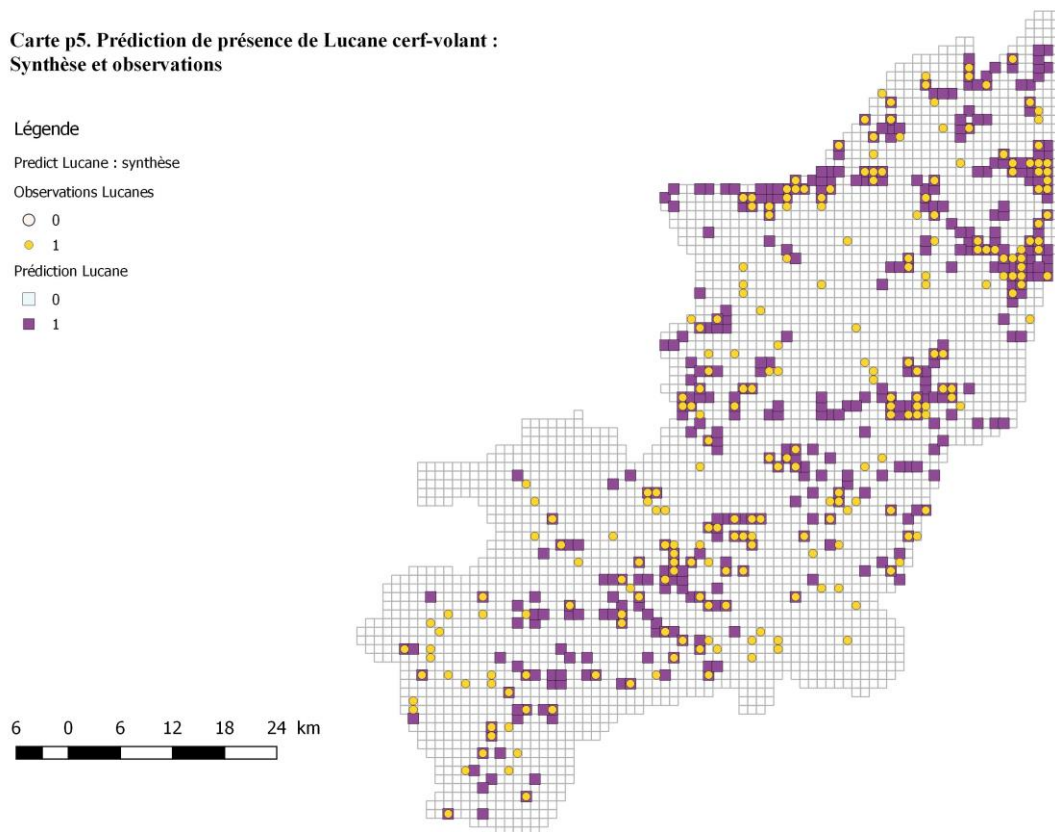 Carte p5. Prédiction de présence de Lucane cerf-volant :
Synthèse et observations
Légende
Predict Lucane : synthèse
Observations Lucanes
0
1
Prédiction Lucane
0
1
6 0 6 12 18 24 km